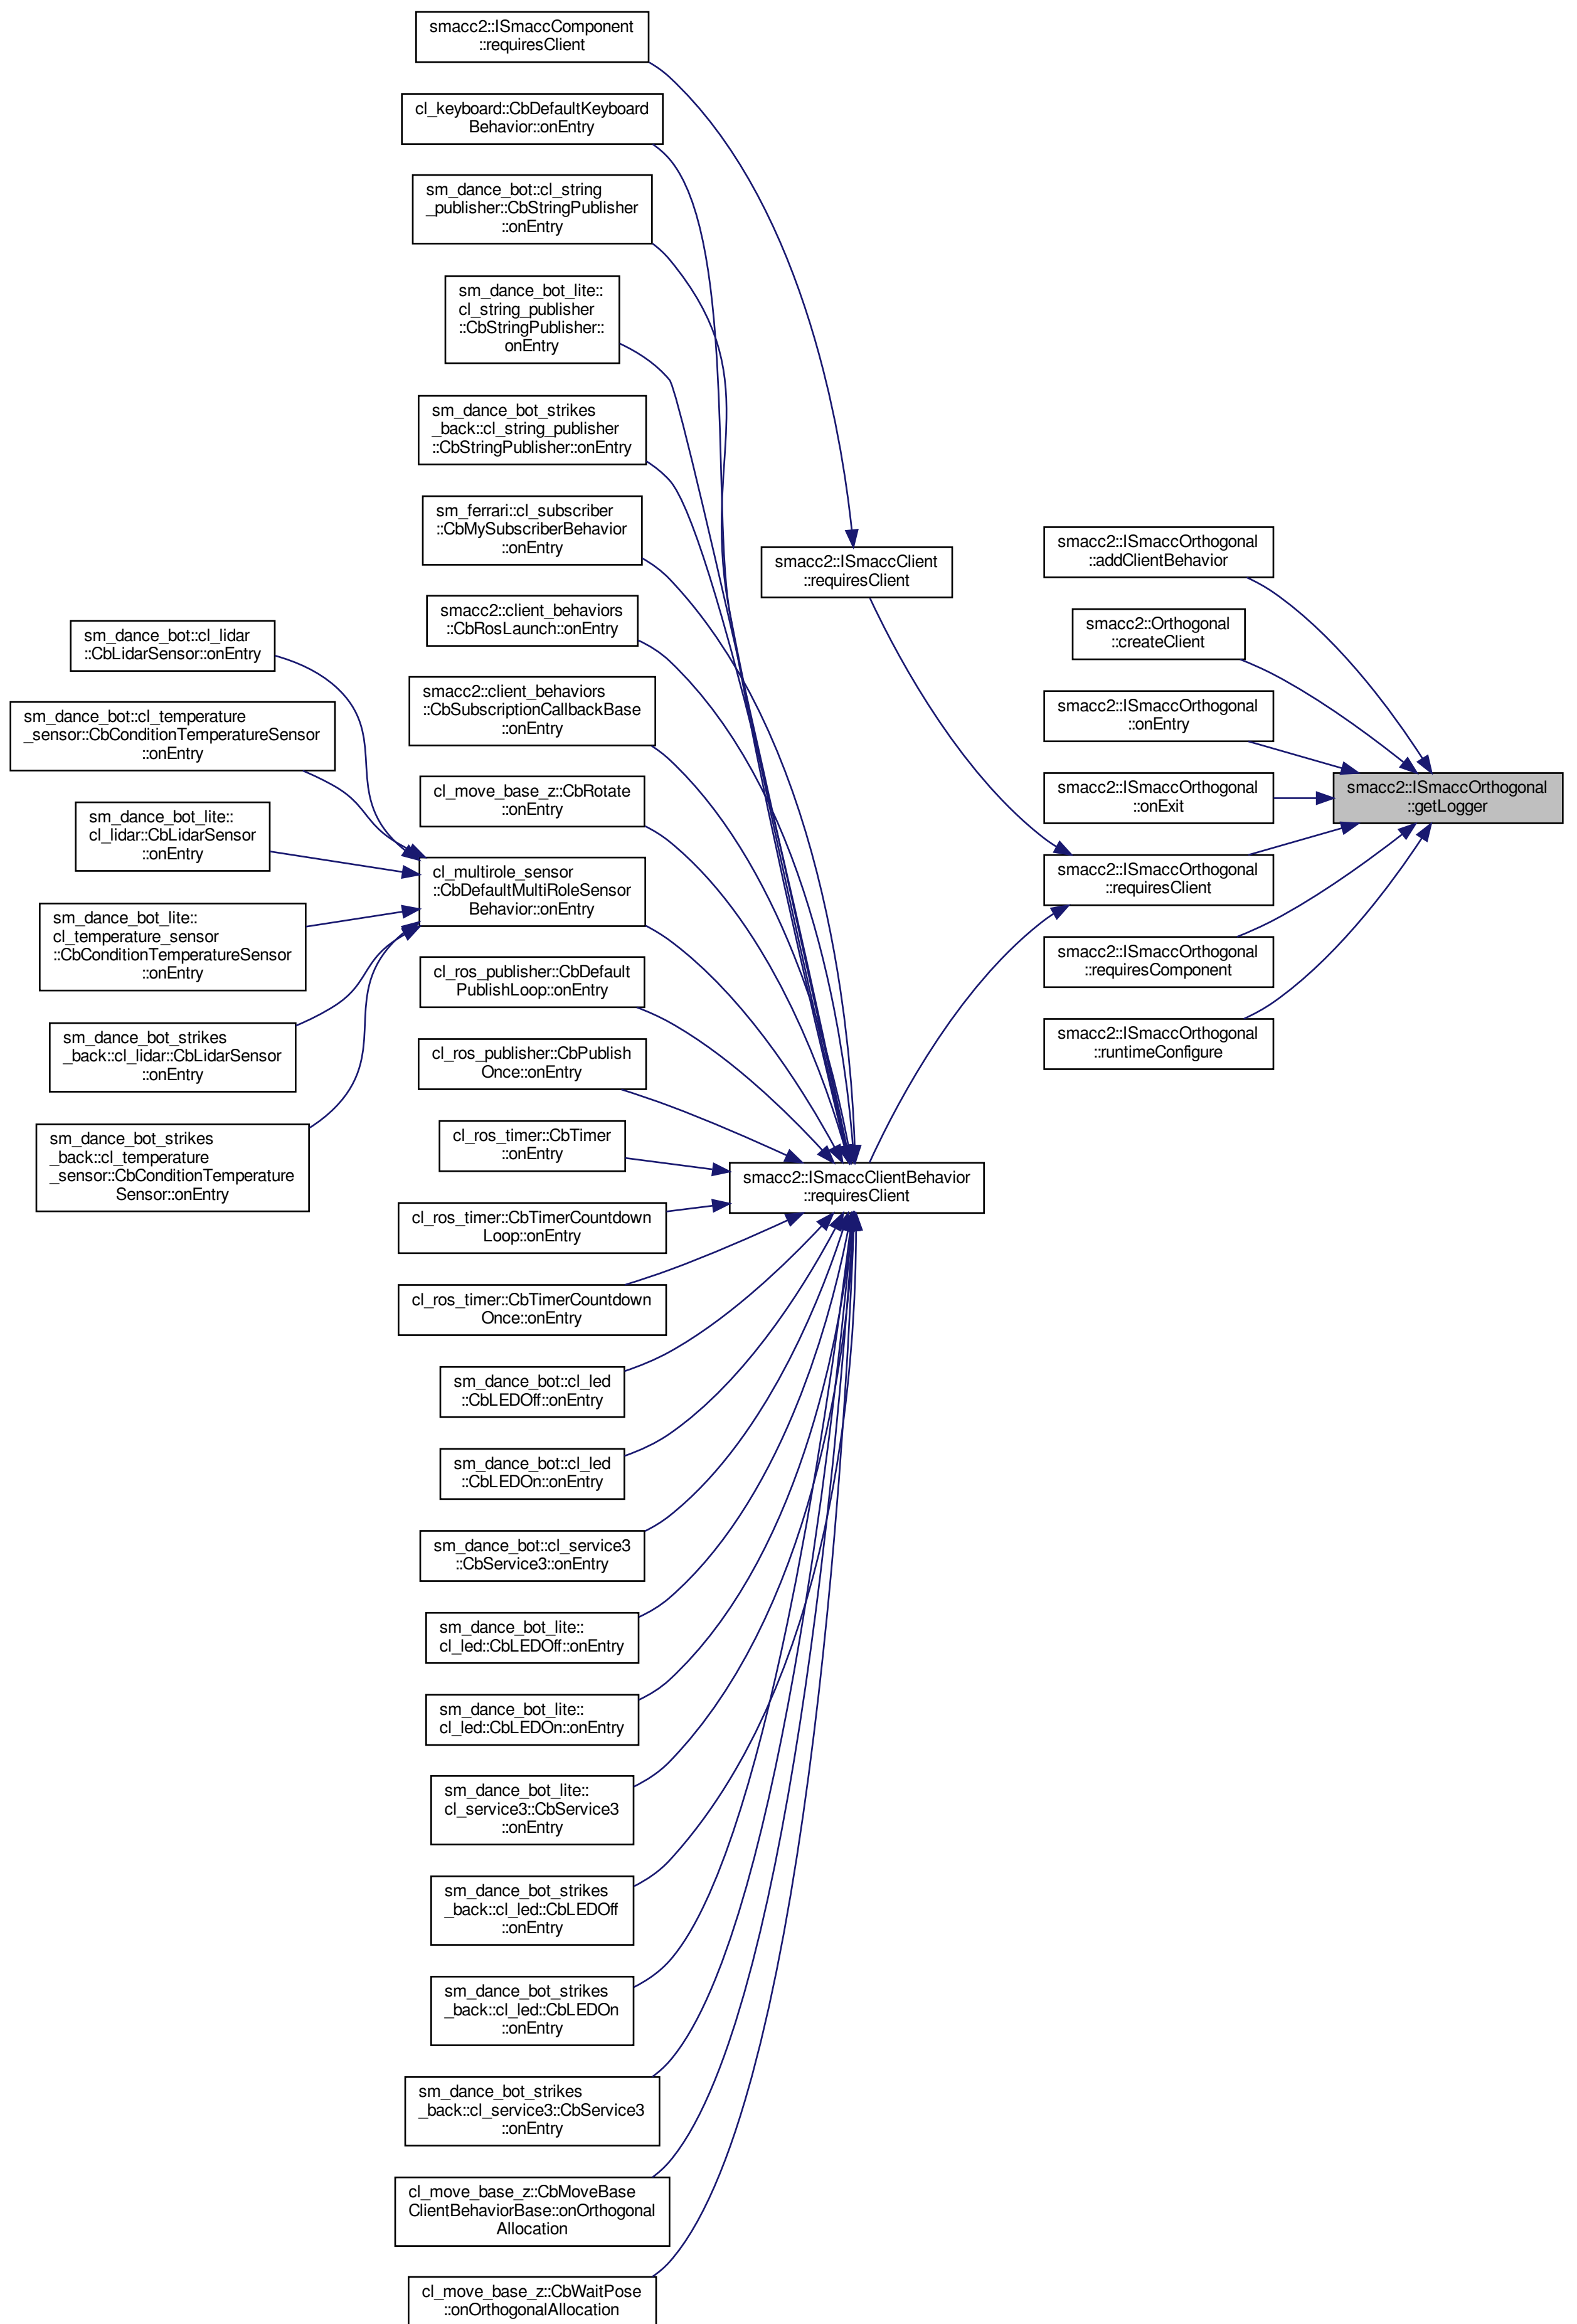 smacc2::ISmaccComponent
::requiresClient
cl_keyboard::CbDefaultKeyboard
Behavior::onEntry
sm_dance_bot::cl_string
_publisher::CbStringPublisher
::onEntry
sm_dance_bot_lite::
cl_string_publisher
::CbStringPublisher::
onEntry
sm_dance_bot_strikes
_back::cl_string_publisher
::CbStringPublisher::onEntry
sm_ferrari::cl_subscriber
::CbMySubscriberBehavior
::onEntry
smacc2::client_behaviors
::CbRosLaunch::onEntry
smacc2::client_behaviors
::CbSubscriptionCallbackBase
::onEntry
cl_move_base_z::CbRotate
::onEntry
cl_multirole_sensor
::CbDefaultMultiRoleSensor
Behavior::onEntry
cl_ros_publisher::CbDefault
PublishLoop::onEntry
cl_ros_publisher::CbPublish
Once::onEntry
cl_ros_timer::CbTimer
::onEntry
cl_ros_timer::CbTimerCountdown
Loop::onEntry
cl_ros_timer::CbTimerCountdown
Once::onEntry
sm_dance_bot::cl_led
::CbLEDOff::onEntry
sm_dance_bot::cl_led
::CbLEDOn::onEntry
sm_dance_bot::cl_service3
::CbService3::onEntry
sm_dance_bot_lite::
cl_led::CbLEDOff::onEntry
sm_dance_bot_lite::
cl_led::CbLEDOn::onEntry
sm_dance_bot_lite::
cl_service3::CbService3
::onEntry
sm_dance_bot_strikes
_back::cl_led::CbLEDOff
::onEntry
sm_dance_bot_strikes
_back::cl_led::CbLEDOn
::onEntry
sm_dance_bot_strikes
_back::cl_service3::CbService3
::onEntry
cl_move_base_z::CbMoveBase
ClientBehaviorBase::onOrthogonal
Allocation
cl_move_base_z::CbWaitPose
::onOrthogonalAllocation
sm_dance_bot::cl_lidar
::CbLidarSensor::onEntry
sm_dance_bot::cl_temperature
_sensor::CbConditionTemperatureSensor
::onEntry
sm_dance_bot_lite::
cl_lidar::CbLidarSensor
::onEntry
sm_dance_bot_lite::
cl_temperature_sensor
::CbConditionTemperatureSensor
::onEntry
sm_dance_bot_strikes
_back::cl_lidar::CbLidarSensor
::onEntry
sm_dance_bot_strikes
_back::cl_temperature
_sensor::CbConditionTemperature
Sensor::onEntry
smacc2::ISmaccClient
::requiresClient
smacc2::ISmaccClientBehavior
::requiresClient
smacc2::ISmaccOrthogonal
::addClientBehavior
smacc2::Orthogonal
::createClient
smacc2::ISmaccOrthogonal
::onEntry
smacc2::ISmaccOrthogonal
::onExit
smacc2::ISmaccOrthogonal
::requiresClient
smacc2::ISmaccOrthogonal
::requiresComponent
smacc2::ISmaccOrthogonal
::runtimeConfigure
smacc2::ISmaccOrthogonal
::getLogger